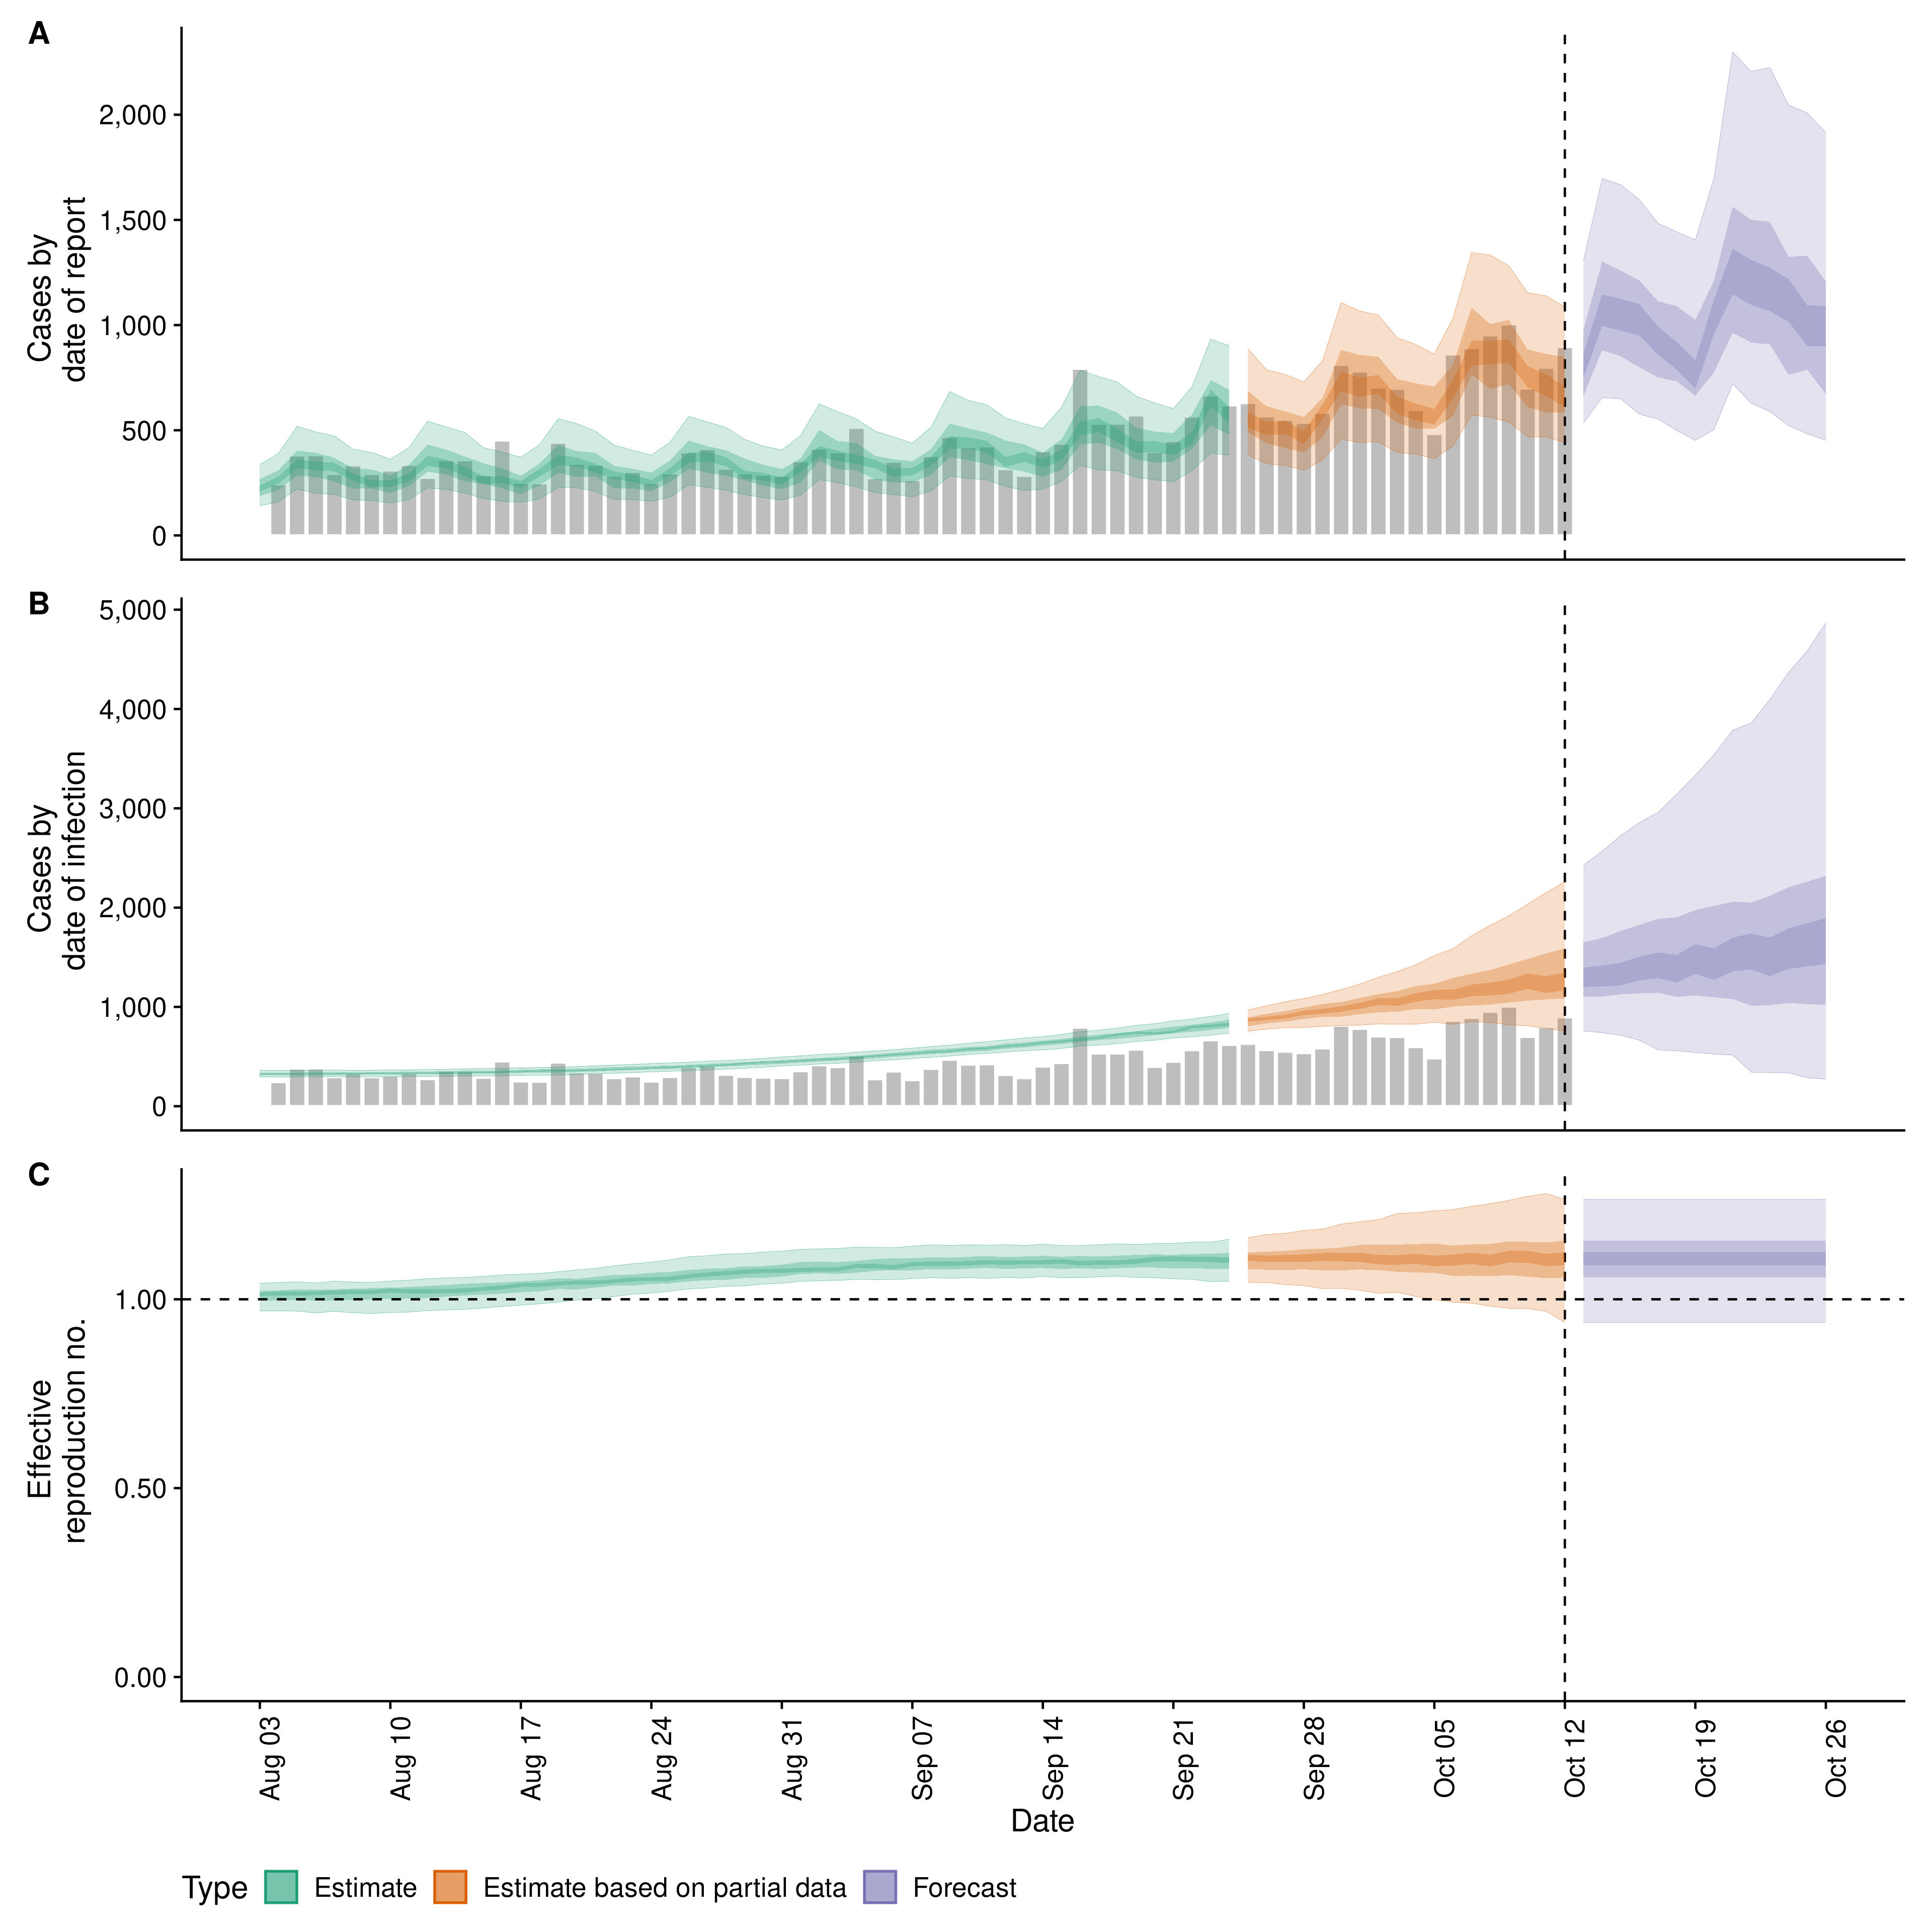 A
Cases by
date of report
2,000
1,500
1,000
500
0
B
Cases by
date of infection
5,000
4,000
3,000
2,000
1,000
0
C
Effective
reproduction no.
1.00
0.50
0.00
Aug 03
Aug 10
Aug 17
Aug 24
Aug 31
Sep 07
Sep 14
Sep 21
Sep 28
Oct 05
Oct 12
Oct 19
Oct 26
Date
Type Estimate Estimate based on partial data Forecast